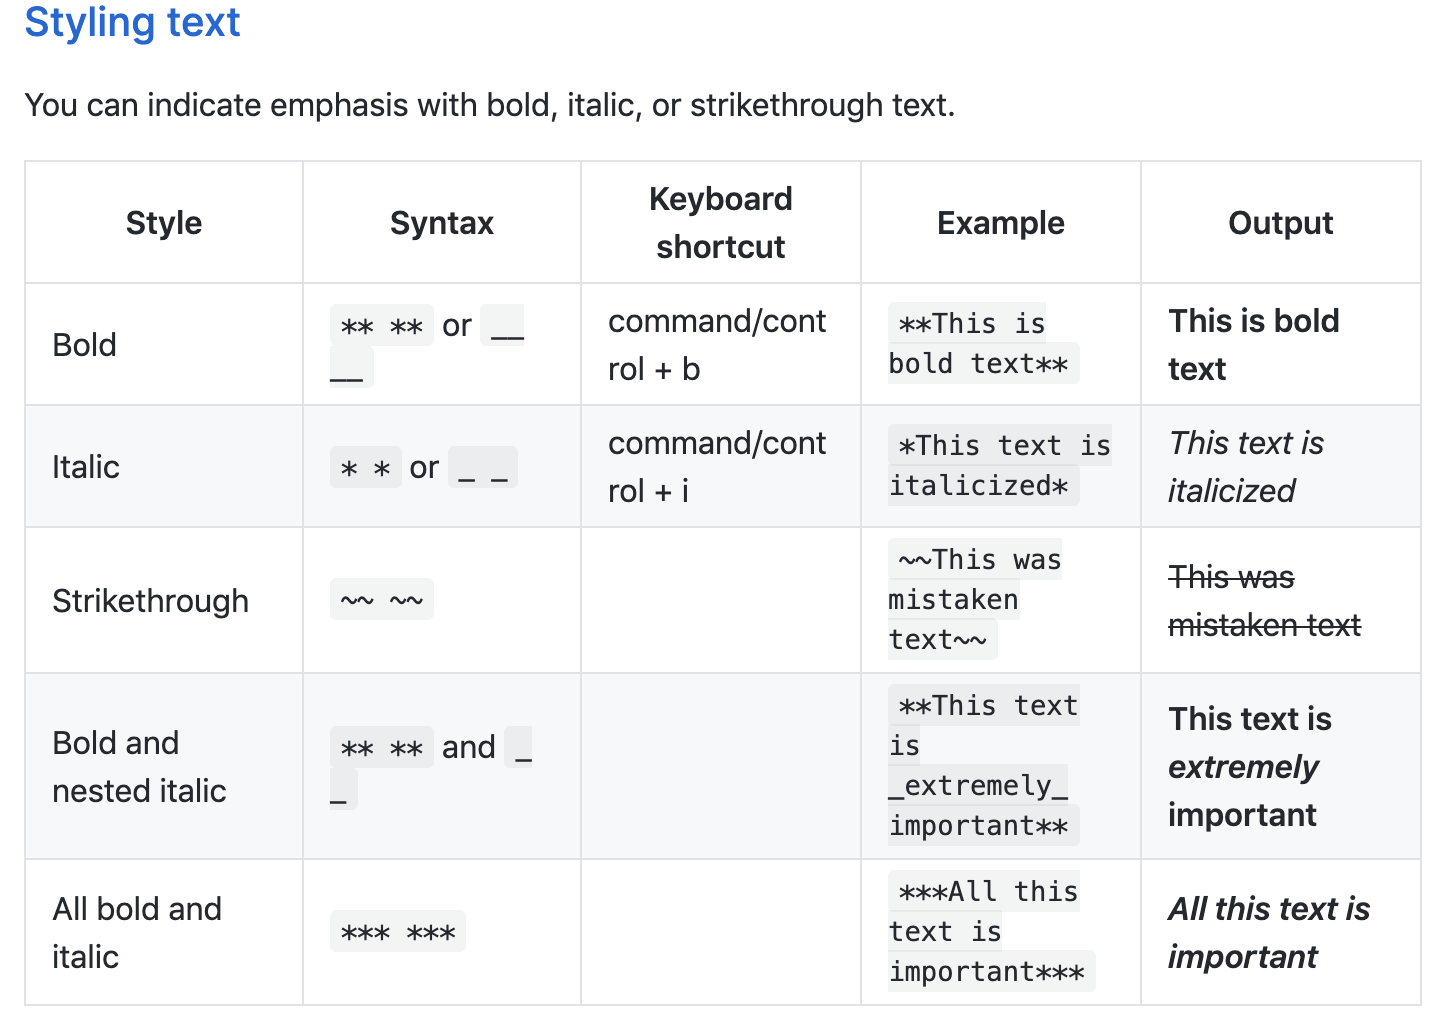 Styling text
You can indicate emphasis with bold, italic, or strikethrough text.
Style
Syntax
Keyboard
shortcut
Example
Output
Bold
** ** or __
__
command/cont
rol + b
**This is
bold text**
This is bold
text
Italic
* * or _ _
command/cont
rol + i
*This text is
italicized*
This text is
italicized
Strikethrough
~~ ~~
~~This was
mistaken
text~~
This was
mistaken text
Bold and
nested italic
** ** and _
_
**This text
is
_extremely_
important**
This text is
extremely
important
All bold and
italic
*** ***
***All this
text is
important***
All this text is
important